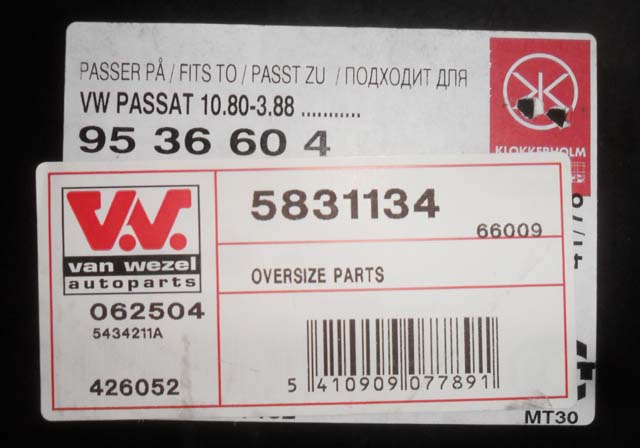 PASSER PÅ / FITS TO / PASST ZU / ПОДХОДИТ ДЛЯ
VW PASSAT 10.80-3.88 ...........
95 36 60 4
KLOKKERHOLM
V.V.
van wezel
autoparts
5831134
66009
OVERSIZE PARTS
062504
5434211A
426052
5 410909 077891
MT30